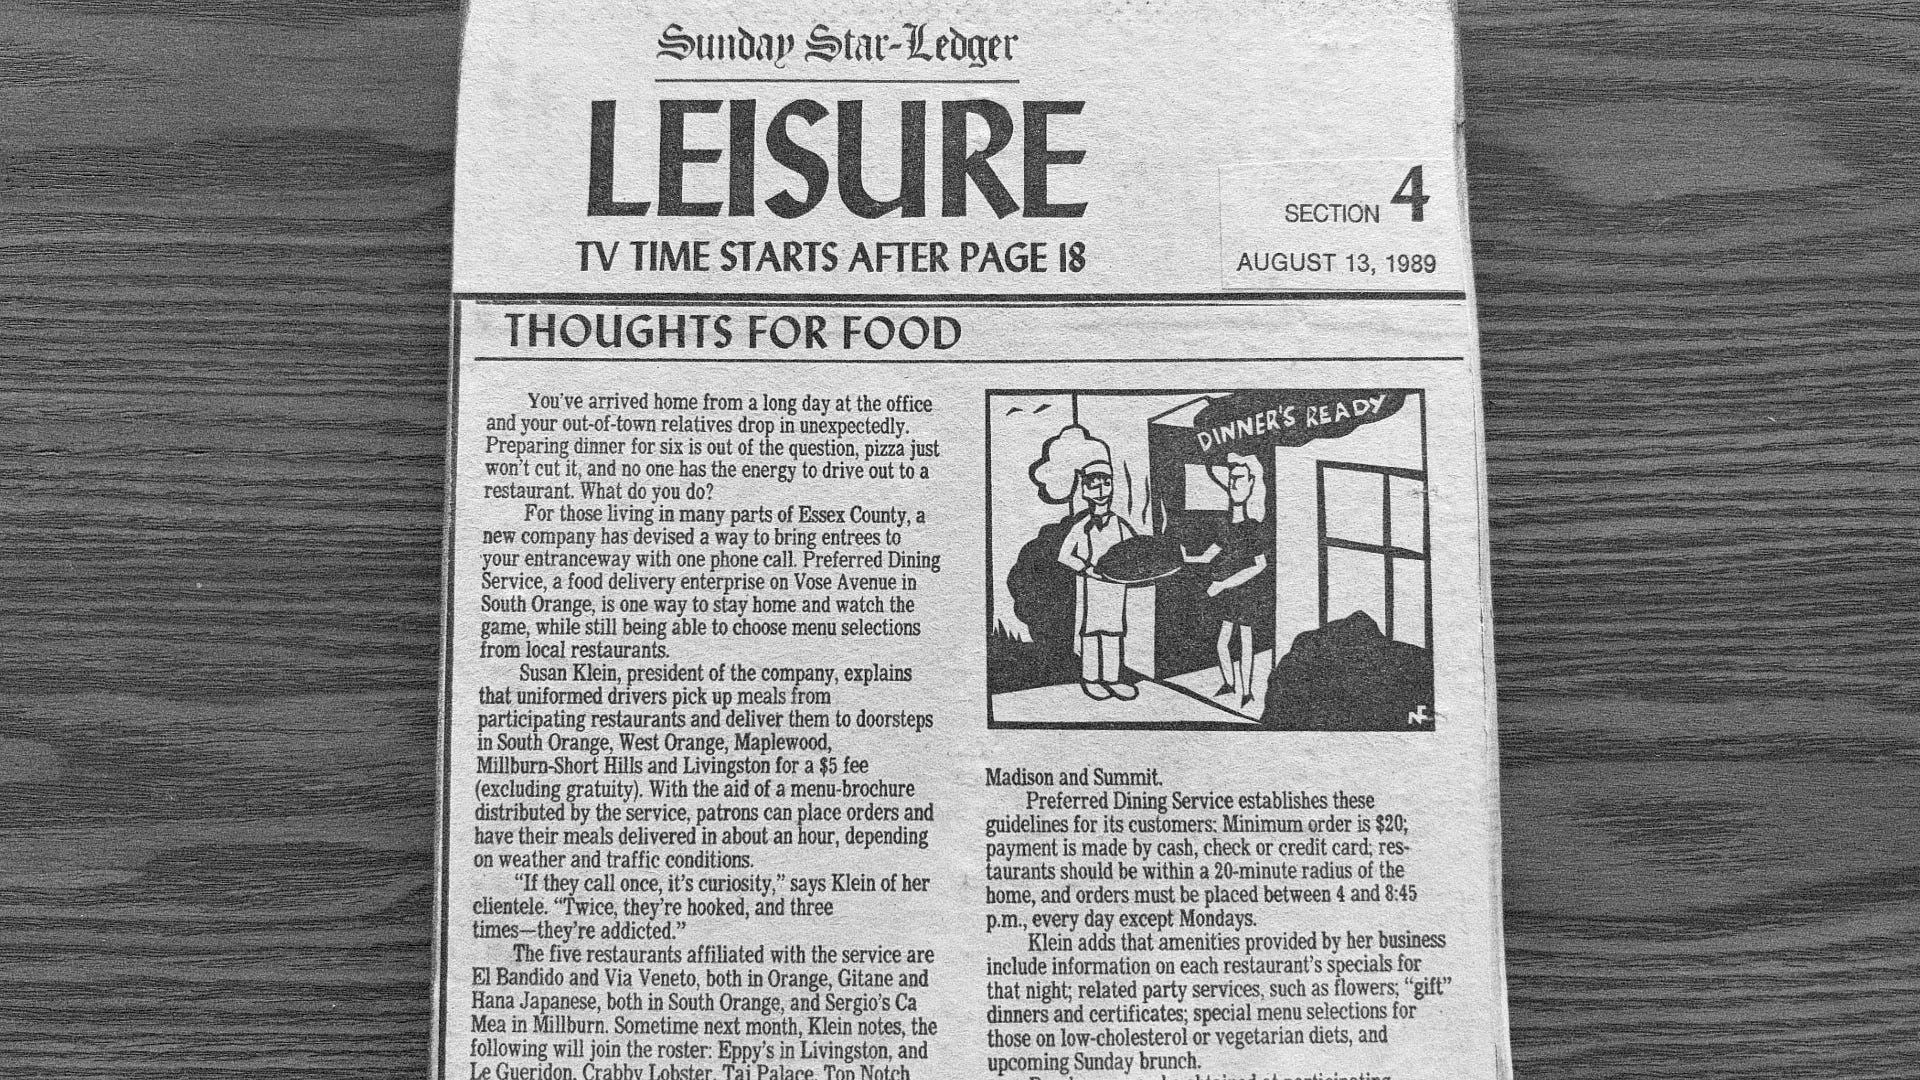 Sunday Star-Ledger
LEISURE
TV TIME STARTS AFTER PAGE 18
SECTION 4
AUGUST 13, 1989
THOUGHTS FOR FOOD
You've arrived home from a long day at the office
and your out-of-town relatives drop in unexpectedly.
Preparing dinner for six is out of the question, pizza just
won't cut it, and no one has the energy to drive out to a
restaurant. What do you do?
For those living in many parts of Essex County, a
new company has devised a way to bring entrees to
your entranceway with one phone call. Preferred Dining
Service, a food delivery enterprise on Vose Avenue in
South Orange, is one way to stay home and watch the
game, while still being able to choose menu selections
from local restaurants.
Susan Klein, president of the company, explains
that uniformed drivers pick up meals from
participating restaurants and deliver them to doorsteps
in South Orange, West Orange, Maplewood,
Millburn-Short Hills and Livingston for a $5 fee
(excluding gratuity). With the aid of a menu-brochure
distributed by the service, patrons can place orders and
have their meals delivered in about an hour, depending
on weather and traffic conditions.
"If they call once, it's curiosity," says Klein of her
clientele. "Twice, they're hooked, and three
times—they're addicted."
The five restaurants affiliated with the service are
El Bandido and Via Veneto, both in Orange, Gitane and
Hana Japanese, both in South Orange, and Sergio's Ca
Mea in Millburn. Sometime next month, Klein notes, the
following will join the roster: Eppy's in Livingston, and
Le Gueridon, Crabby Lobster, Taj Palace, Top Notch
DINNER'S READY
NF
Madison and Summit.
Preferred Dining Service establishes these
guidelines for its customers: Minimum order is $20;
payment is made by cash, check or credit card; res-
taurants should be within a 20-minute radius of the
home, and orders must be placed between 4 and 8:45
p.m., every day except Mondays.
Klein adds that amenities provided by her business
include information on each restaurant's specials for
that night; related party services, such as flowers; "gift"
dinners and certificates; special menu selections for
those on low-cholesterol or vegetarian diets, and
upcoming Sunday brunch.